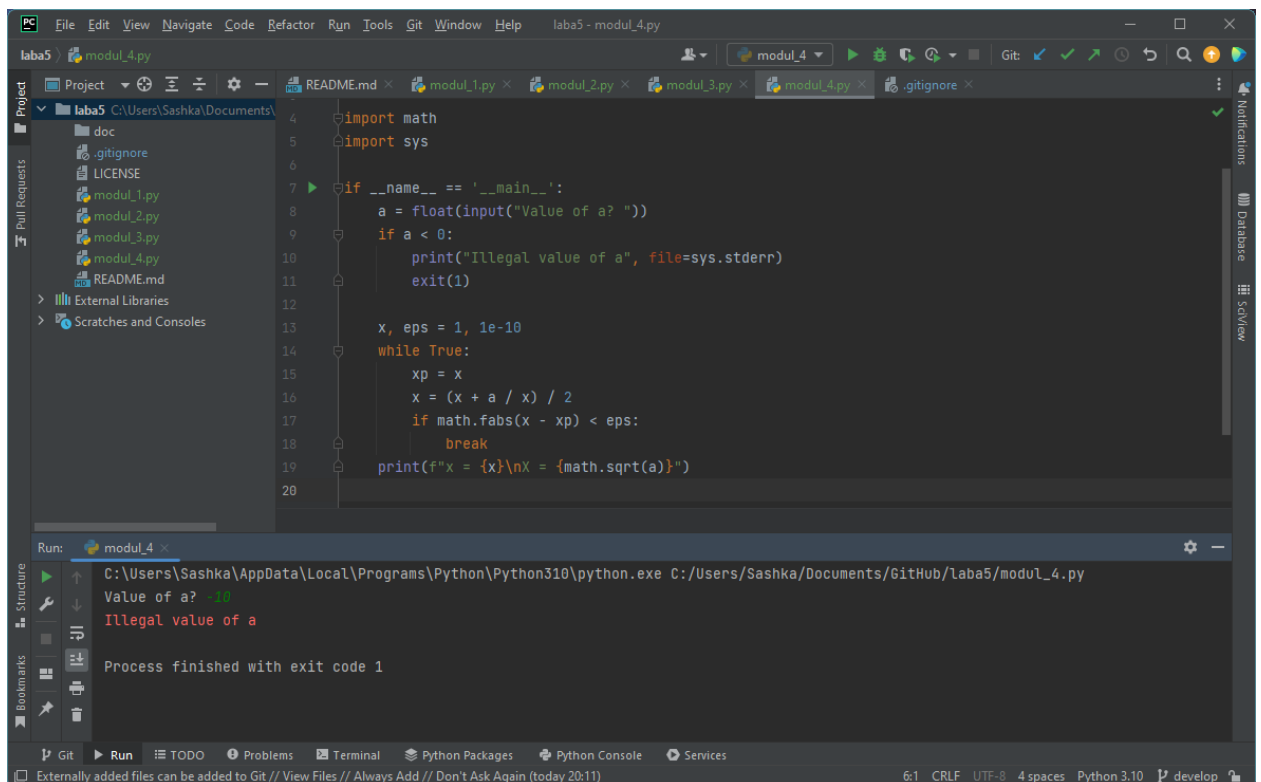 PC File Edit View Navigate Code Refactor Run Tools Git Window Help laba5 - modul_4.py
laba5 modul_4.py modul_4 Git:
Project README.md modul_1.py modul_2.py modul_3.py modul_4.py .gitignore
laba5 C:\Users\Sashka\Documents\
doc
.gitignore
LICENSE
modul_1.py
modul_2.py
modul_3.py
modul_4.py
README.md
External Libraries
Scratches and Consoles
4 import math
5 import sys
6
7 if __name__ == '__main__':
8 a = float(input("Value of a? "))
9 if a < 0:
10 print("Illegal value of a", file=sys.stderr)
11 exit(1)
12
13 x, eps = 1, 1e-10
14 while True:
15 xp = x
16 x = (x + a / x) / 2
17 if math.fabs(x - xp) < eps:
18 break
19 print(f"x = {x}\nX = {math.sqrt(a)}")
20
Project
Pull Requests
Structure
Bookmarks
Notifications
Database
SciView
Run: modul_4
C:\Users\Sashka\AppData\Local\Programs\Python\Python310\python.exe C:/Users/Sashka/Documents/GitHub/laba5/modul_4.py
Value of a? -10
Illegal value of a
Process finished with exit code 1
Git Run TODO Problems Terminal Python Packages Python Console Services
Externally added files can be added to Git // View Files // Always Add // Don't Ask Again (today 20:11) 6:1 CRLF UTF-8 4 spaces Python 3.10 develop